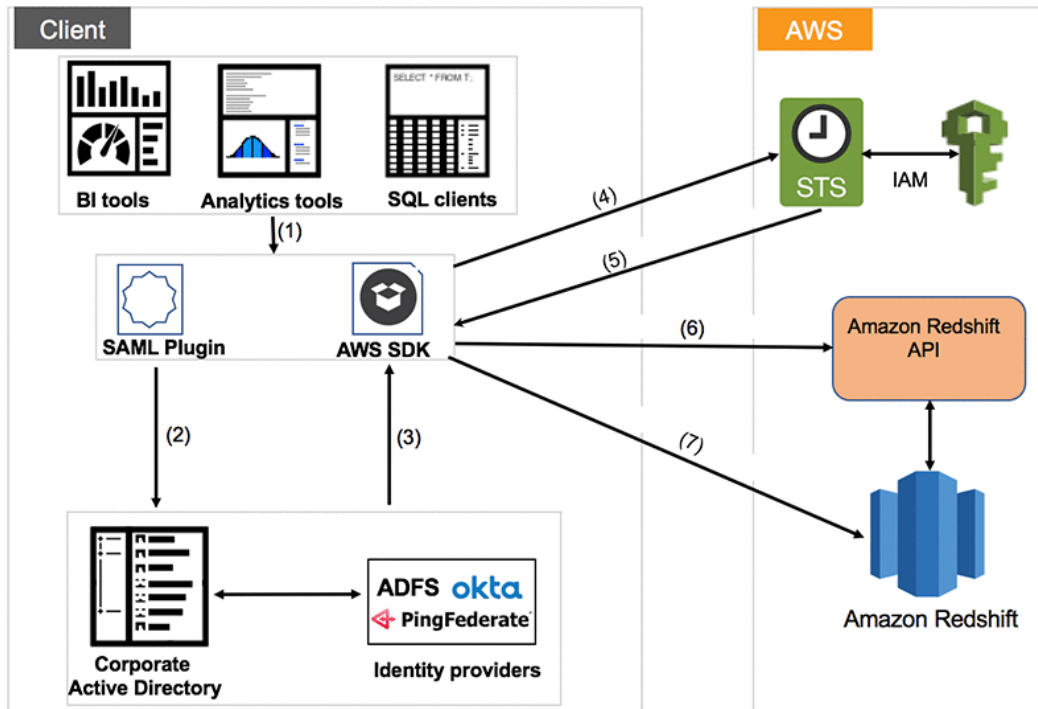 Client
AWS
SELECT * FROM T;
BI tools
Analytics tools
SQL clients
STS
IAM
(1)
(4)
(5)
SAML Plugin
AWS SDK
(6)
Amazon Redshift
API
(2)
(3)
(7)
ADFS okta
PingFederate
Corporate
Active Directory
Identity providers
Amazon Redshift